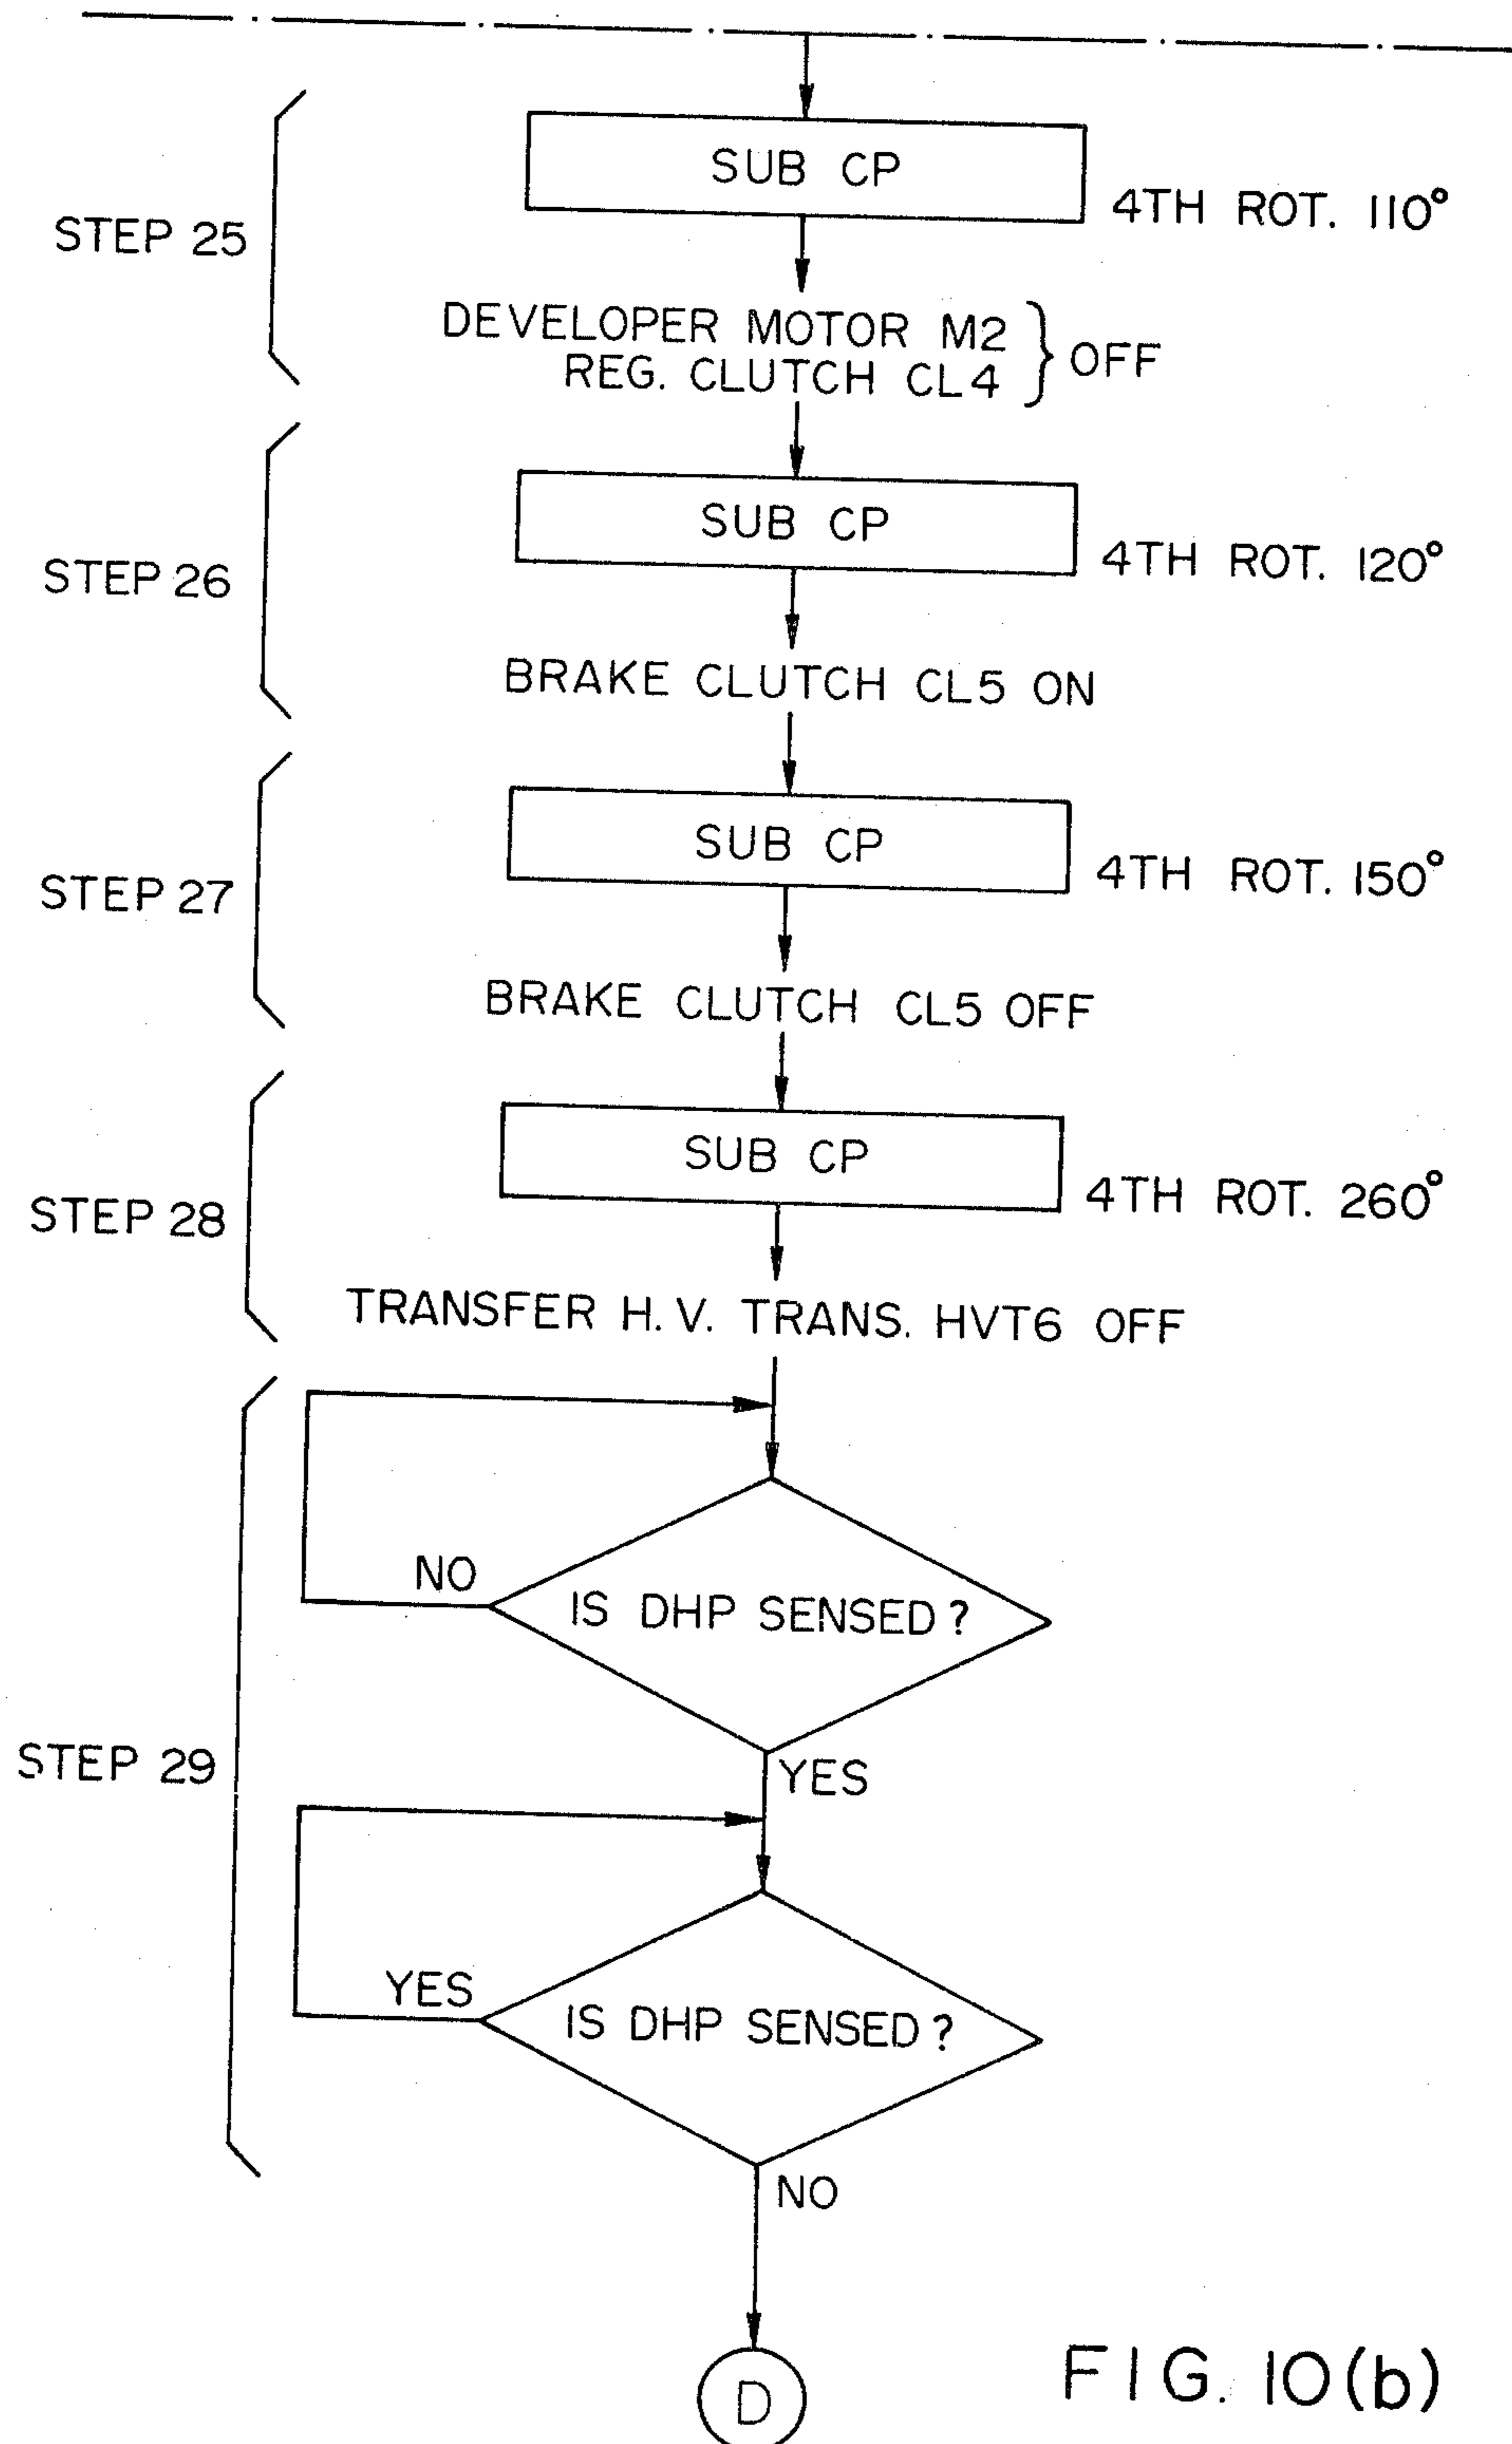 SUB CP
4TH ROT. 110°
STEP 25
DEVELOPER MOTOR M2
REG. CLUTCH CL4 } OFF
SUB CP
4TH ROT. 120°
STEP 26
BRAKE CLUTCH CL5 ON
SUB CP
4TH ROT. 150°
STEP 27
BRAKE CLUTCH CL5 OFF
SUB CP
4TH ROT. 260°
STEP 28
TRANSFER H.V. TRANS. HVT6 OFF
NO
IS DHP SENSED?
STEP 29
YES
YES
IS DHP SENSED?
NO
D
FIG. 10(b)